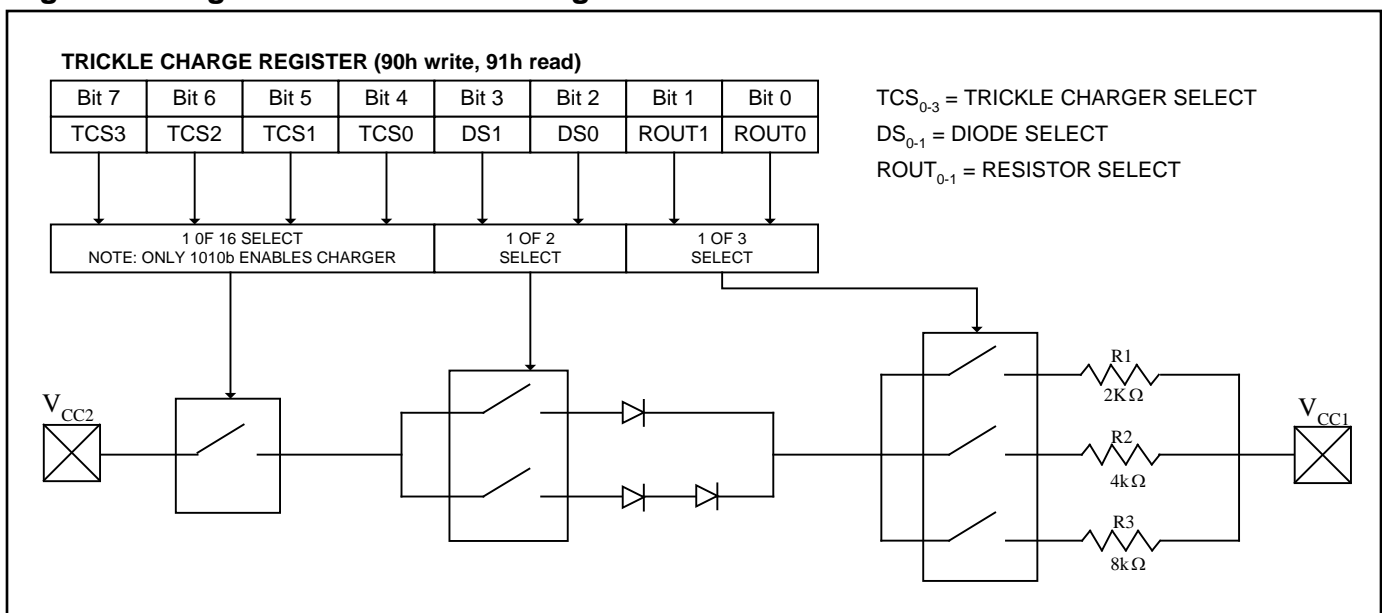 TRICKLE CHARGE REGISTER (90h write, 91h read)
Bit 7 Bit 6 Bit 5 Bit 4 Bit 3 Bit 2 Bit 1 Bit 0
TCS3 TCS2 TCS1 TCS0 DS1 DS0 ROUT1 ROUT0
TCS0-3 = TRICKLE CHARGER SELECT
DS0-1 = DIODE SELECT
ROUT0-1 = RESISTOR SELECT
1 0F 16 SELECT
NOTE: ONLY 1010b ENABLES CHARGER
1 OF 2
SELECT
1 OF 3
SELECT
VCC2
R1
2KΩ
R2
4kΩ
R3
8kΩ
VCC1